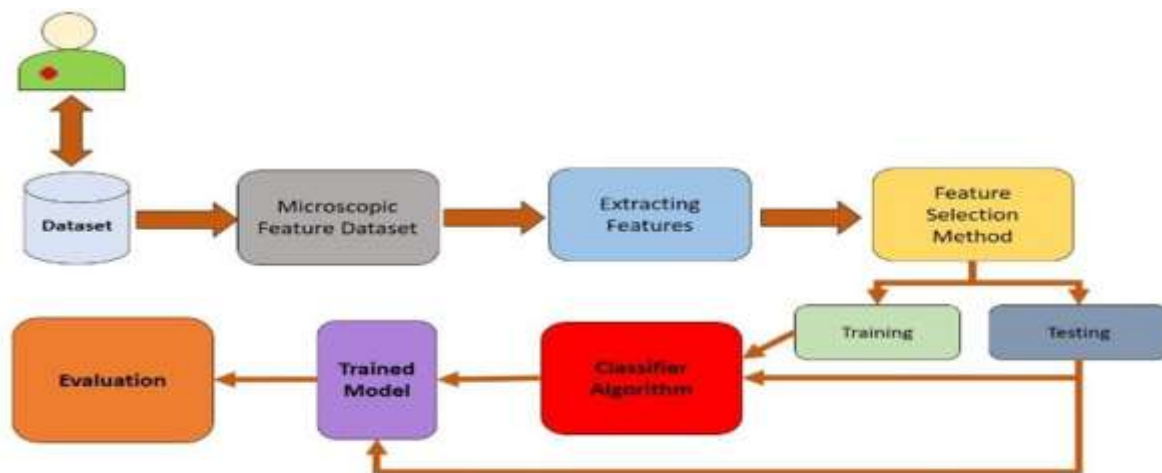 Dataset
Microscopic
Feature Dataset
Extracting
Features
Feature
Selection
Method
Training
Testing
Classifier
Algorithm
Trained
Model
Evaluation